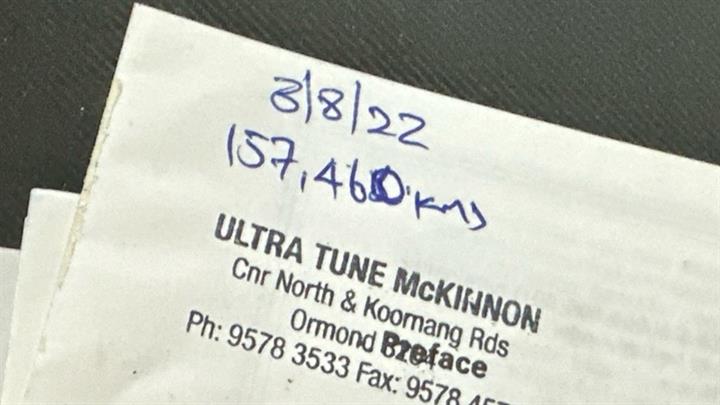 3/8/22
157,460 kms
ULTRA TUNE McKINNON
Cnr North & Koornang Rds
Ormond Preface
Ph: 9578 3533 Fax: 9578